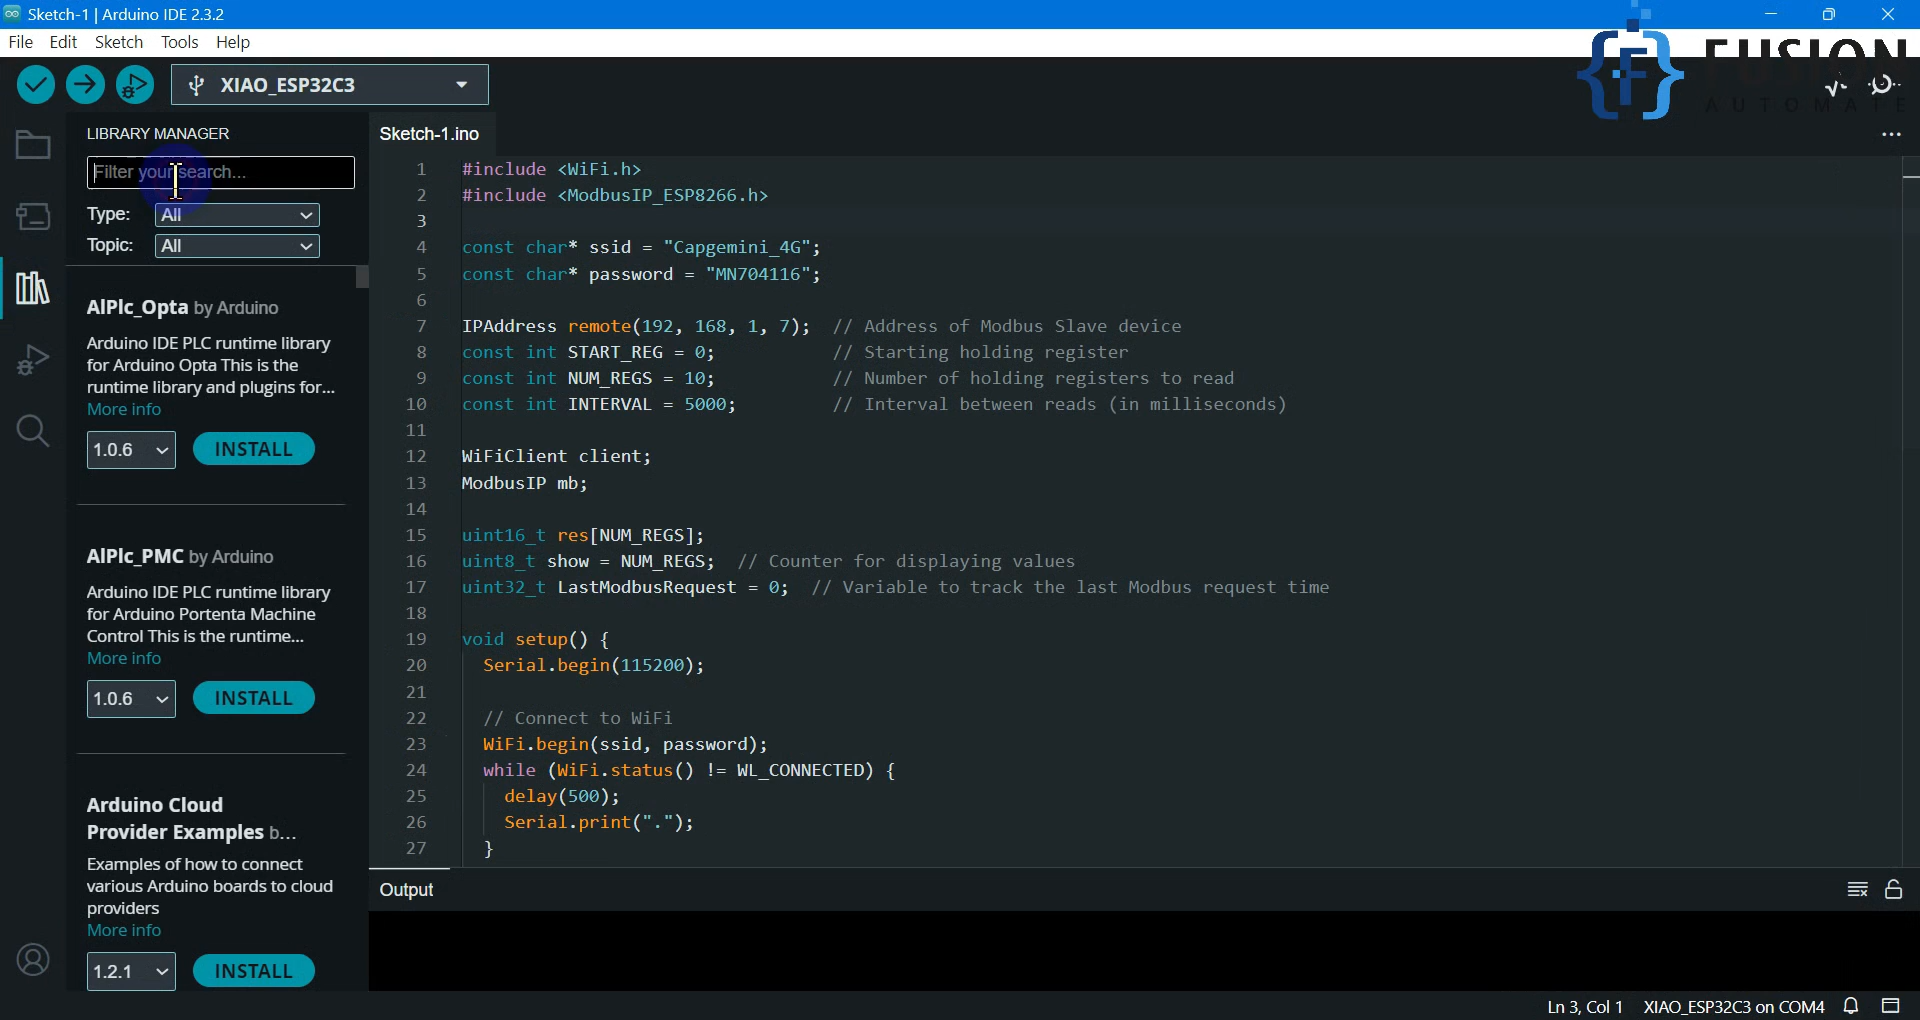 Sketch-1 | Arduino IDE 2.3.2
File Edit Sketch Tools Help
FUSION
AUTOMATE
XIAO_ESP32C3
LIBRARY MANAGER
Filter your search...
Type: All
Topic: All
AlPlc_Opta by Arduino
Arduino IDE PLC runtime library
for Arduino Opta This is the
runtime library and plugins for...
More info
1.0.6 INSTALL
AlPlc_PMC by Arduino
Arduino IDE PLC runtime library
for Arduino Portenta Machine
Control This is the runtime...
More info
1.0.6 INSTALL
Arduino Cloud
Provider Examples b...
Examples of how to connect
various Arduino boards to cloud
providers
More info
1.2.1 INSTALL
Sketch-1.ino
1 #include <WiFi.h>
2 #include <ModbusIP_ESP8266.h>
3
4 const char* ssid = "Capgemini_4G";
5 const char* password = "MN704116";
6
7 IPAddress remote(192, 168, 1, 7); // Address of Modbus Slave device
8 const int START_REG = 0; // Starting holding register
9 const int NUM_REGS = 10; // Number of holding registers to read
10 const int INTERVAL = 5000; // Interval between reads (in milliseconds)
11
12 WiFiClient client;
13 ModbusIP mb;
14
15 uint16_t res[NUM_REGS];
16 uint8_t show = NUM_REGS; // Counter for displaying values
17 uint32_t LastModbusRequest = 0; // Variable to track the last Modbus request time
18
19 void setup() {
20 Serial.begin(115200);
21
22 // Connect to WiFi
23 WiFi.begin(ssid, password);
24 while (WiFi.status() != WL_CONNECTED) {
25 delay(500);
26 Serial.print(".");
27 }
Output
Ln 3, Col 1 XIAO_ESP32C3 on COM4